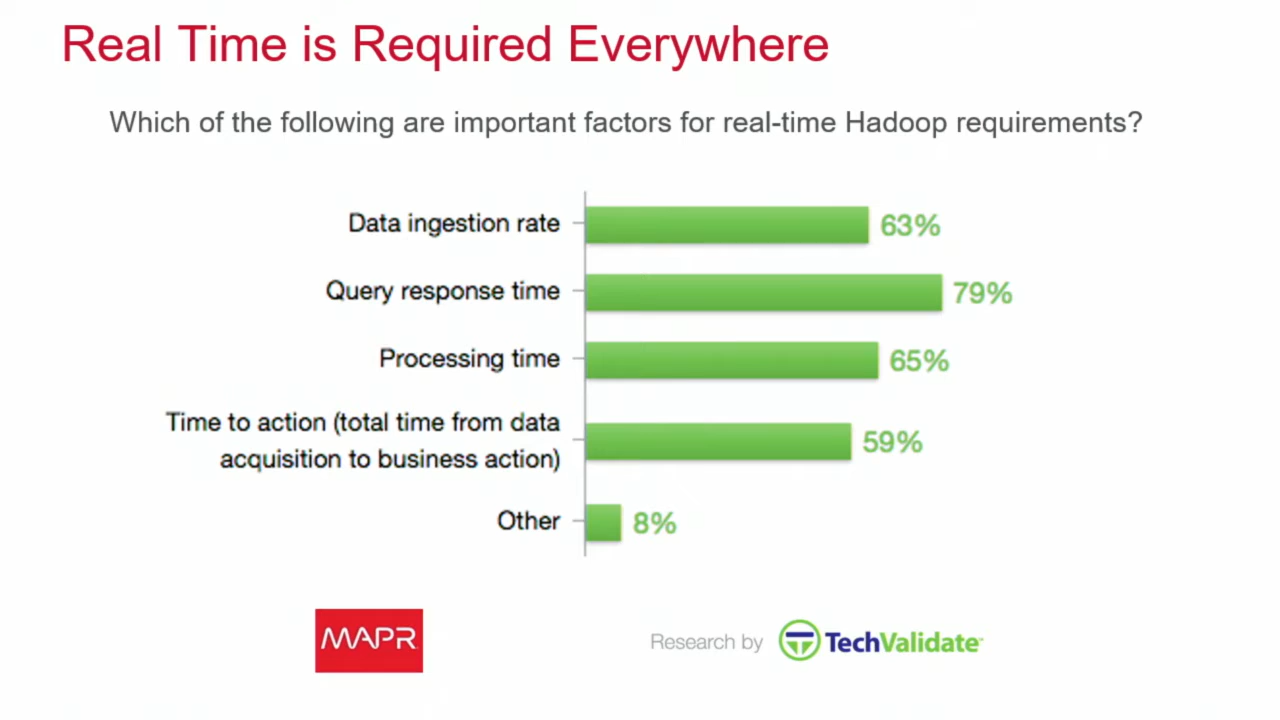 Real Time is Required Everywhere
Which of the following are important factors for real-time Hadoop requirements?
Data ingestion rate 63%
Query response time 79%
Processing time 65%
Time to action (total time from data
acquisition to business action) 59%
Other 8%
MAPR
Research by TechValidate